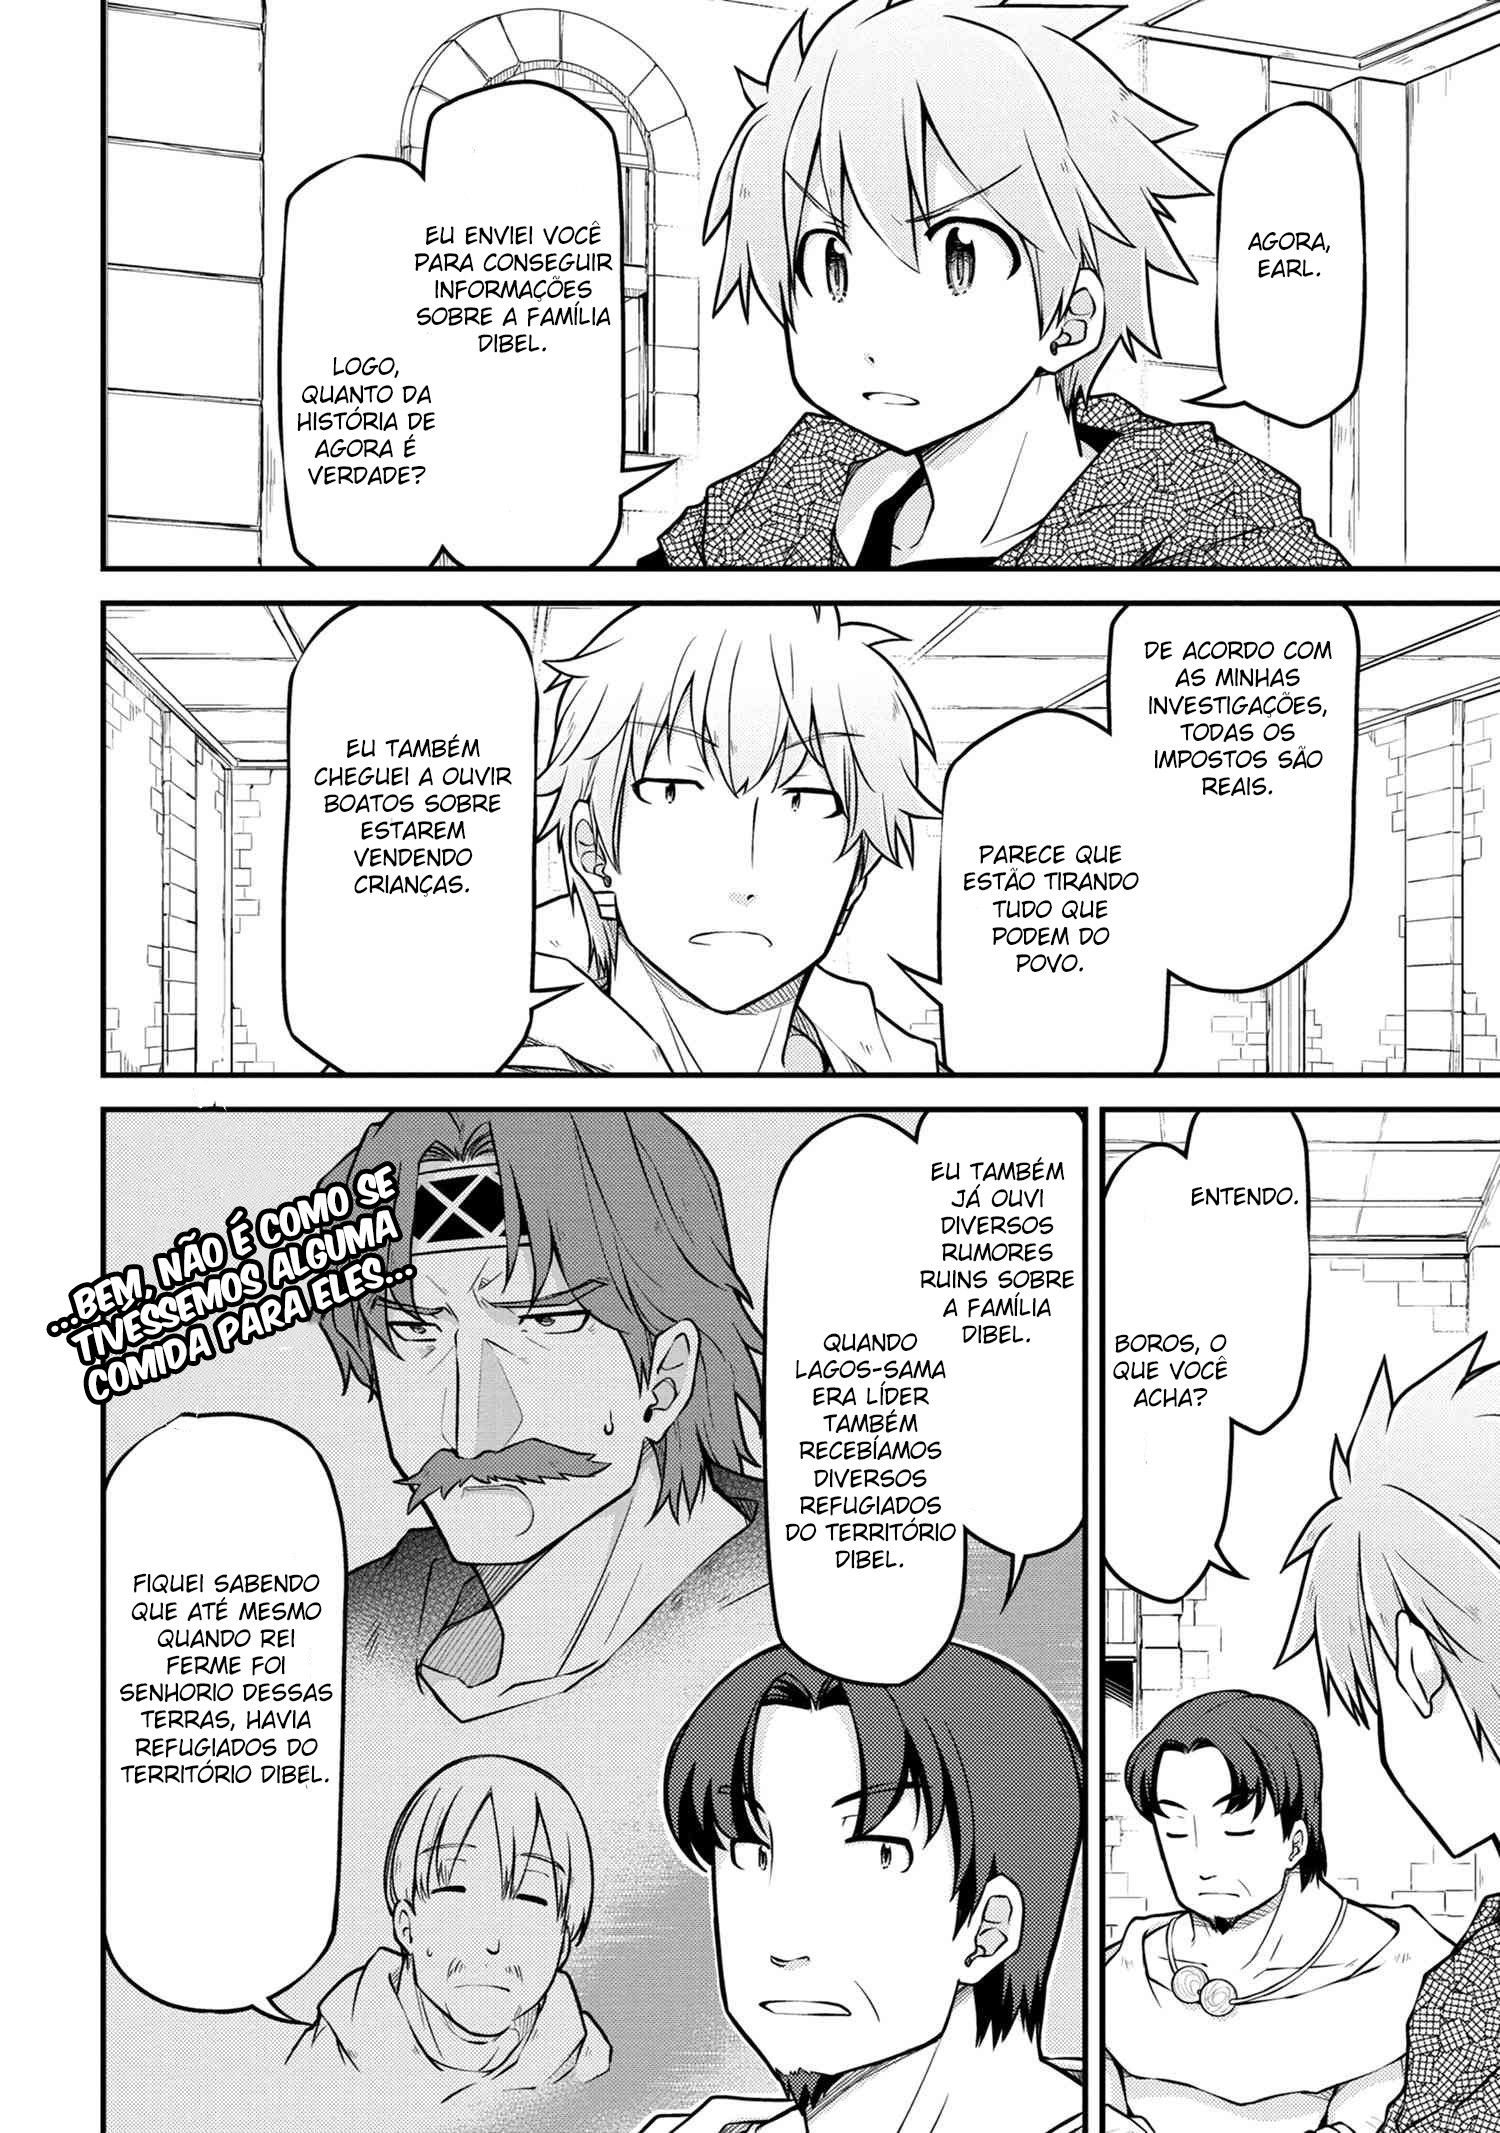 AGORA,
EARL.
EU ENVIEI VOCÊ
PARA CONSEGUIR
INFORMAÇÕES
SOBRE A FAMÍLIA
DIBEL.
LOGO,
QUANTO DA
HISTÓRIA DE
AGORA É
VERDADE?
DE ACORDO COM
AS MINHAS
INVESTIGAÇÕES,
TODAS OS
IMPOSTOS SÃO
REAIS.
PARECE QUE
ESTÃO TIRANDO
TUDO QUE
PODEM DO
POVO.
EU TAMBÉM
CHEGUEI A OUVIR
BOATOS SOBRE
ESTAREM
VENDENDO
CRIANÇAS.
ENTENDO.
BOROS, O
QUE VOCÊ
ACHA?
EU TAMBÉM
JÁ OUVI
DIVERSOS
RUMORES
RUINS SOBRE
A FAMÍLIA
DIBEL.
QUANDO
LAGOS-SAMA
ERA LÍDER
TAMBÉM
RECEBÍAMOS
DIVERSOS
REFUGIADOS
DO TERRITÓRIO
DIBEL.
...BEM, NÃO É COMO SE
TIVÉSSEMOS ALGUMA
COMIDA PARA ELES...
FIQUEI SABENDO
QUE ATÉ MESMO
QUANDO REI
FERME FOI
SENHORIO DESSAS
TERRAS, HAVIA
REFUGIADOS DO
TERRITÓRIO DIBEL.